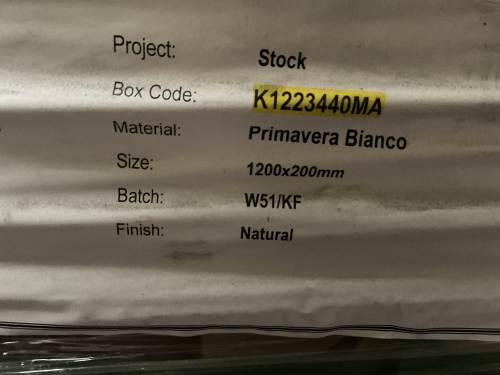 Project: Stock
Box Code: K1223440MA
Material: Primavera Bianco
Size: 1200x200mm
Batch: W51/KF
Finish: Natural